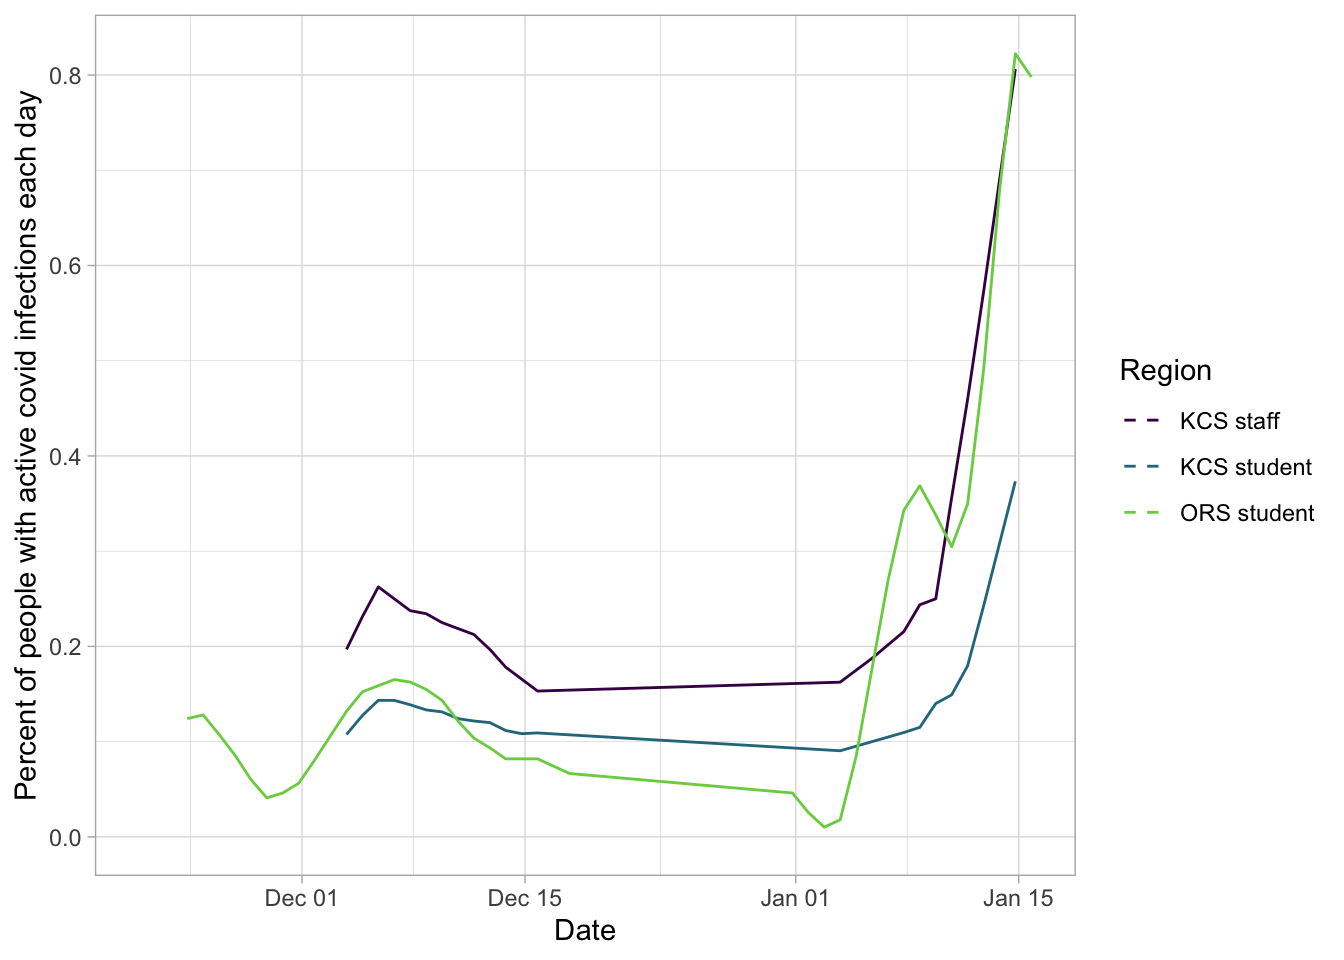 Percent of people with active covid infections each day
0.8
0.6
0.4
0.2
0.0
Dec 01
Dec 15
Jan 01
Jan 15
Date
Region
KCS staff
KCS student
ORS student